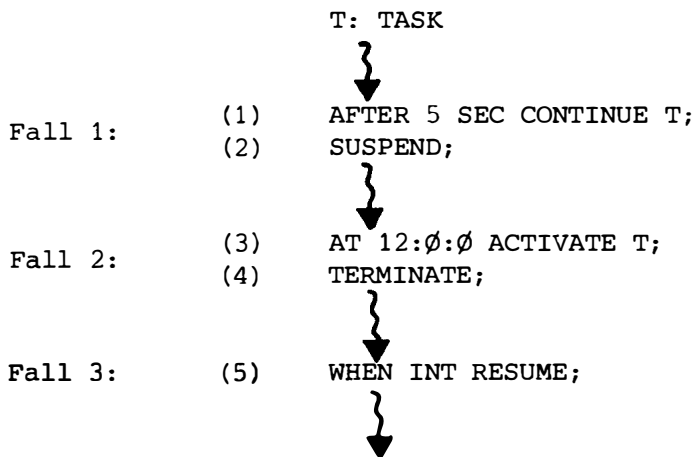 T: TASK
Fall 1: (1) AFTER 5 SEC CONTINUE T;
(2) SUSPEND;
Fall 2: (3) AT 12:Ø:Ø ACTIVATE T;
(4) TERMINATE;
Fall 3: (5) WHEN INT RESUME;